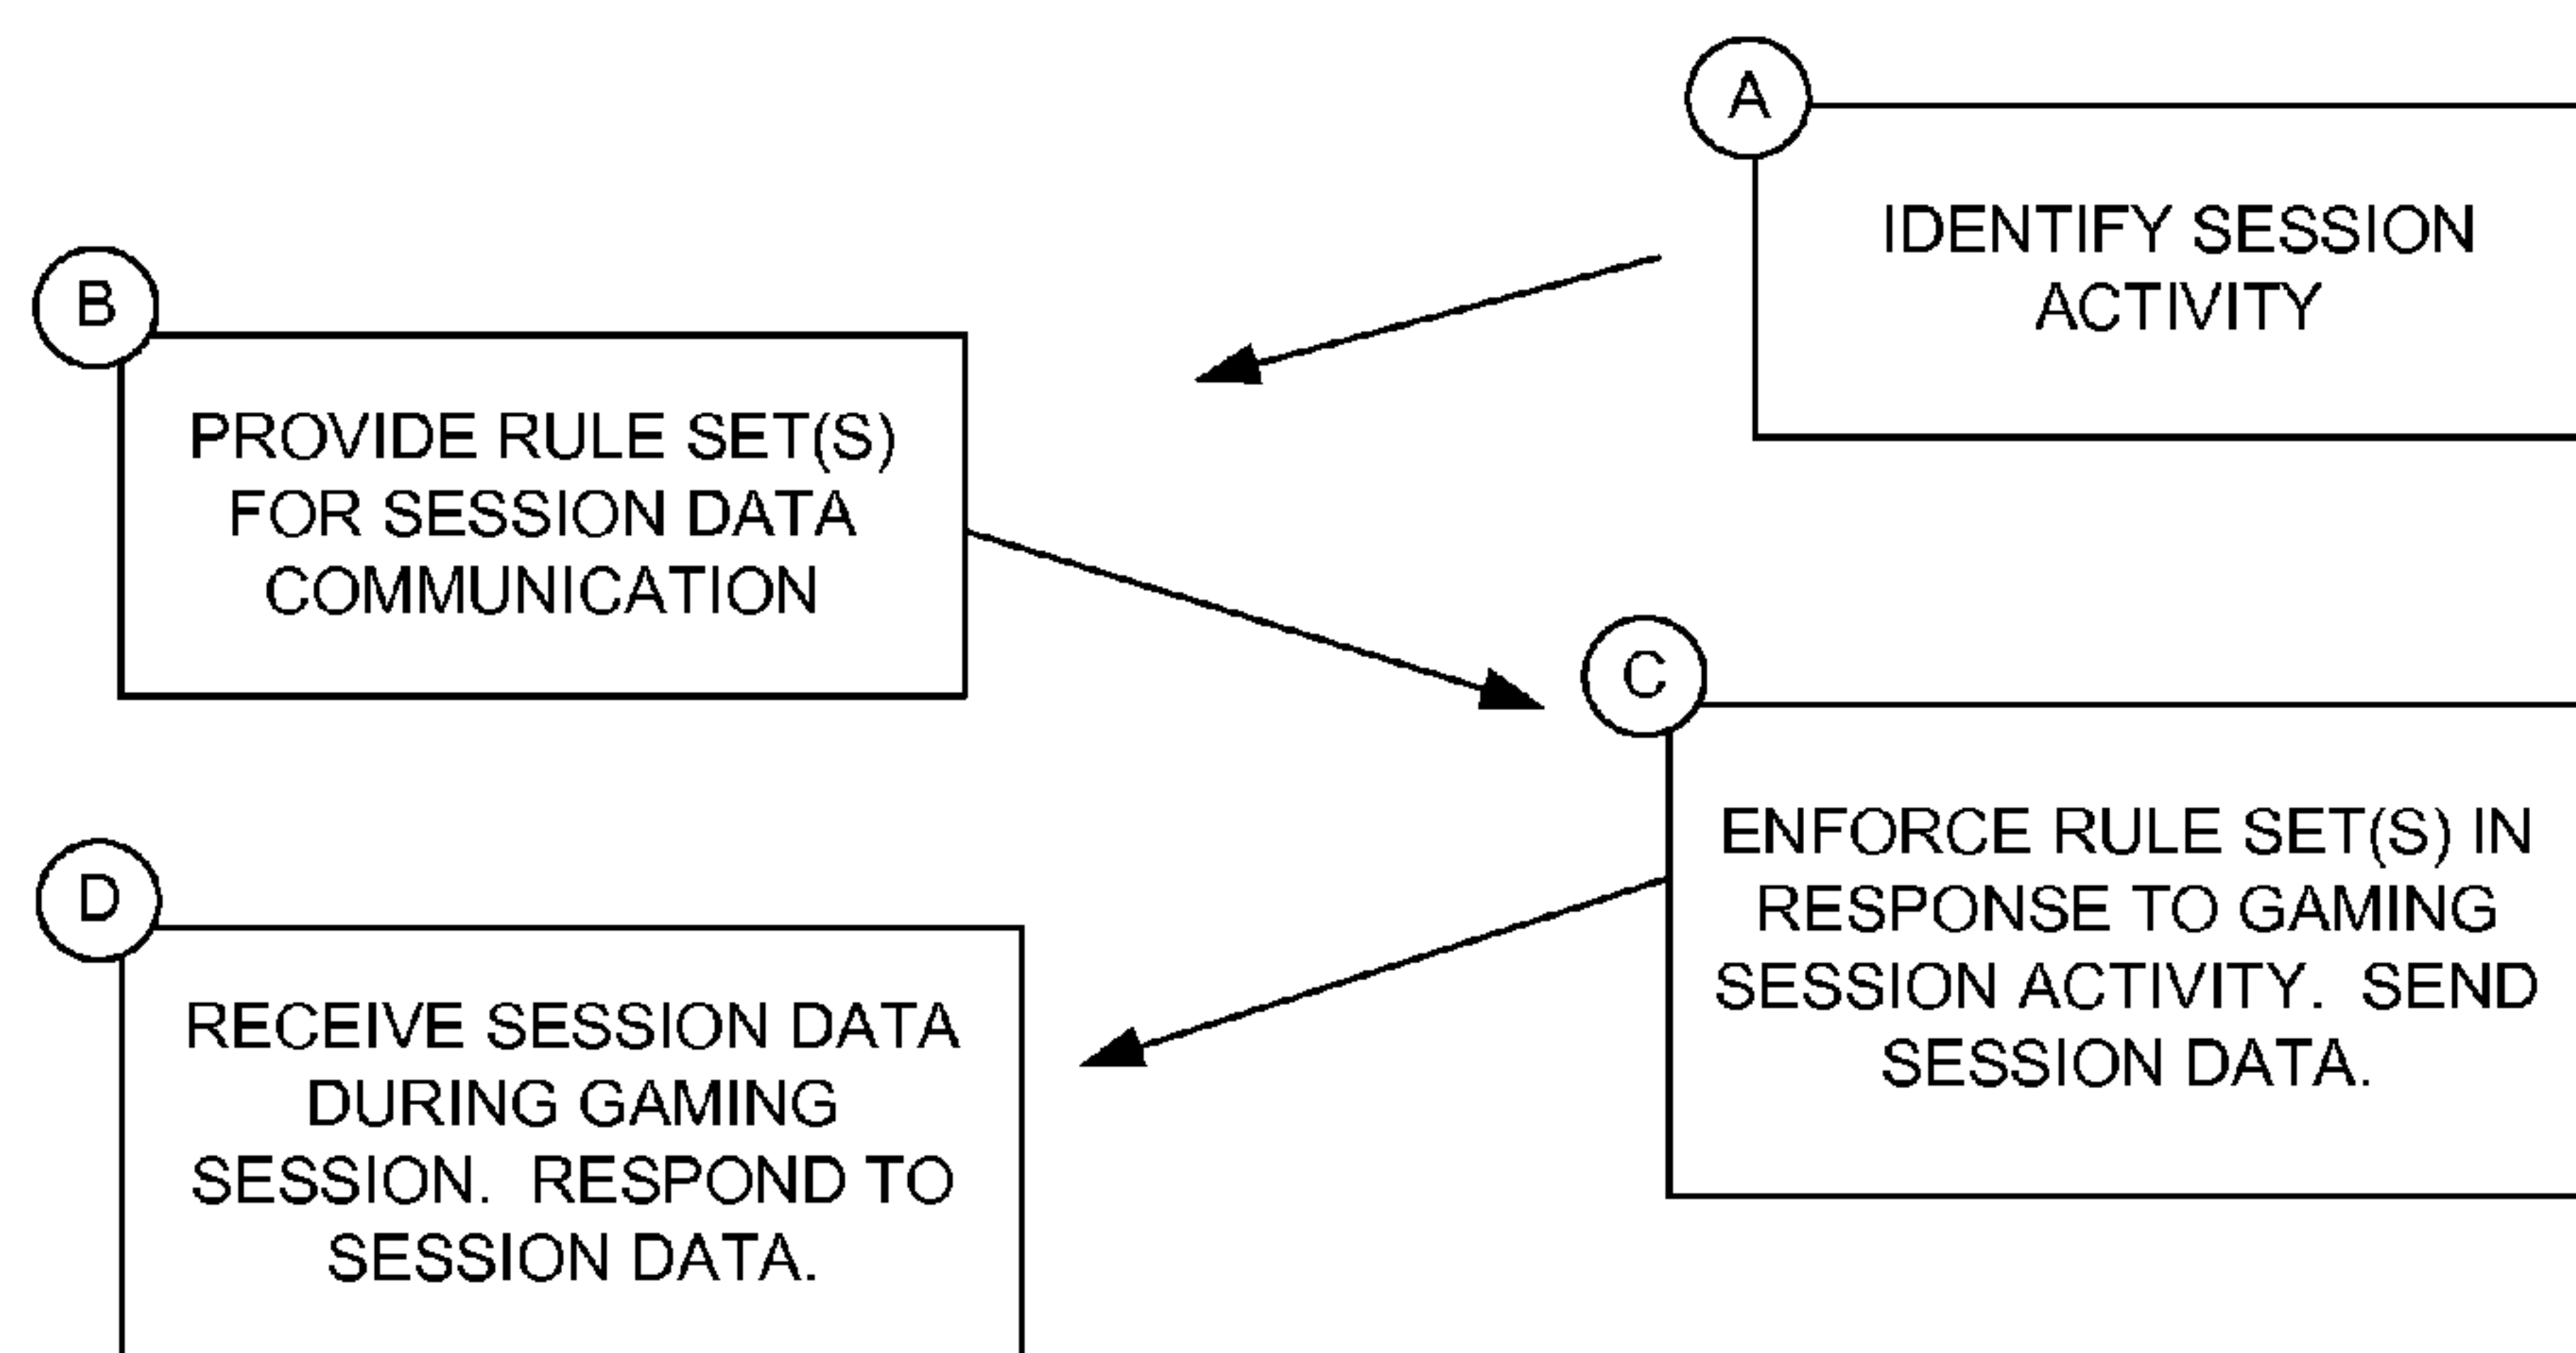 A
IDENTIFY SESSION
ACTIVITY
B
PROVIDE RULE SET(S)
FOR SESSION DATA
COMMUNICATION
C
ENFORCE RULE SET(S) IN
RESPONSE TO GAMING
SESSION ACTIVITY. SEND
SESSION DATA.
D
RECEIVE SESSION DATA
DURING GAMING
SESSION. RESPOND TO
SESSION DATA.